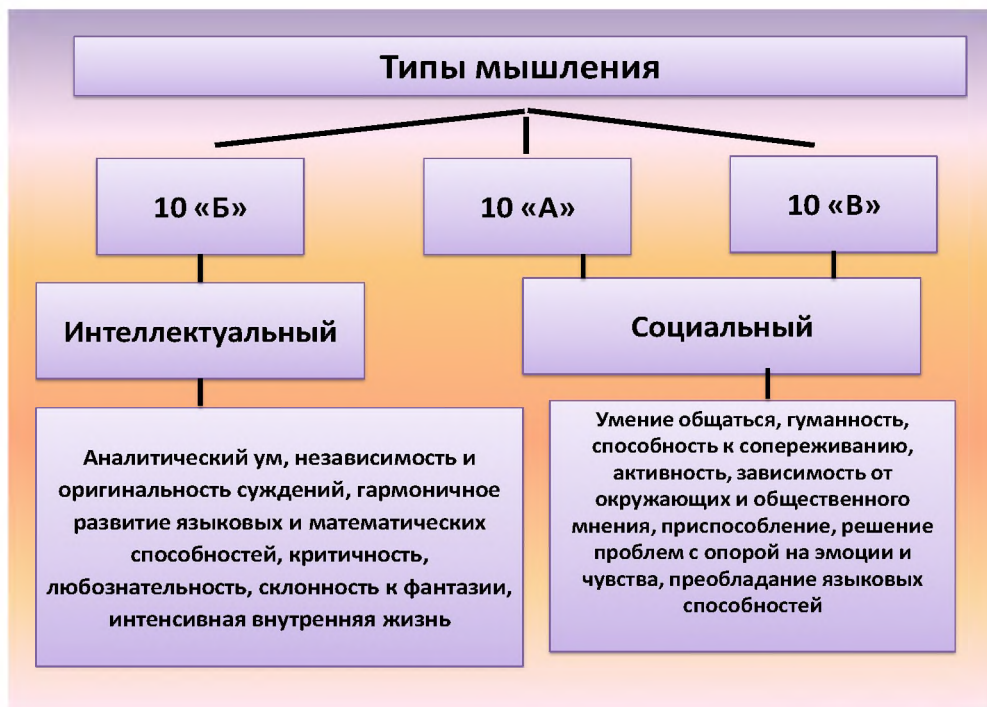 Типы мышления
10 «Б»
10 «А»
10 «В»
Интеллектуальный
Социальный
Аналитический ум, независимость и
оригинальность суждений, гармоничное
развитие языковых и математических
способностей, критичность,
любознательность, склонность к фантазии,
интенсивная внутренняя жизнь
Умение общаться, гуманность,
способность к сопереживанию,
активность, зависимость от
окружающих и общественного
мнения, приспособление, решение
проблем с опорой на эмоции и
чувства, преобладание языковых
способностей